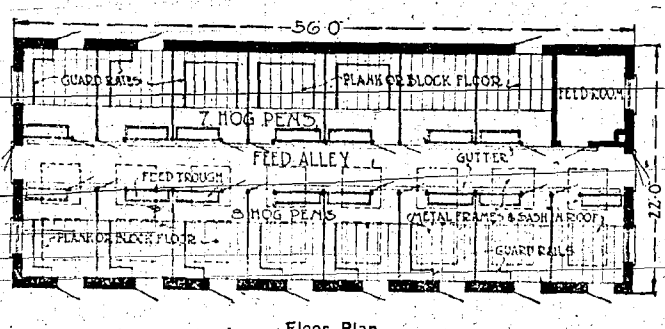 56'-0"
GUARD RAILS
PLANK OR BLOCK FLOOR
FEED ROOM
7 HOG PENS
FEED ALLEY
GUTTER
FEED TROUGH
22'-0"
8 HOG PENS
(METAL FRAMES & SASH IN ROOF)
PLANK OR BLOCK FLOOR
GUARD RAILS
Floor Plan